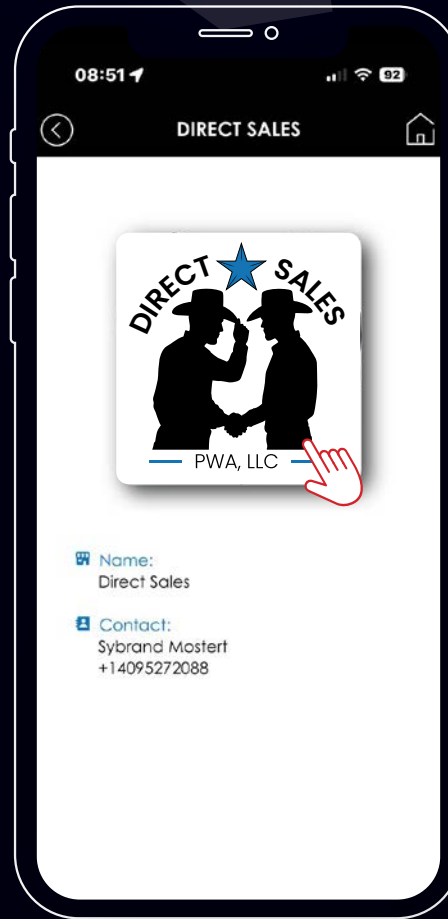 08:51
92
DIRECT SALES
DIRECT SALES
PWA, LLC
Name:
Direct Sales
Contact:
Sybrand Mostert
+14095272088